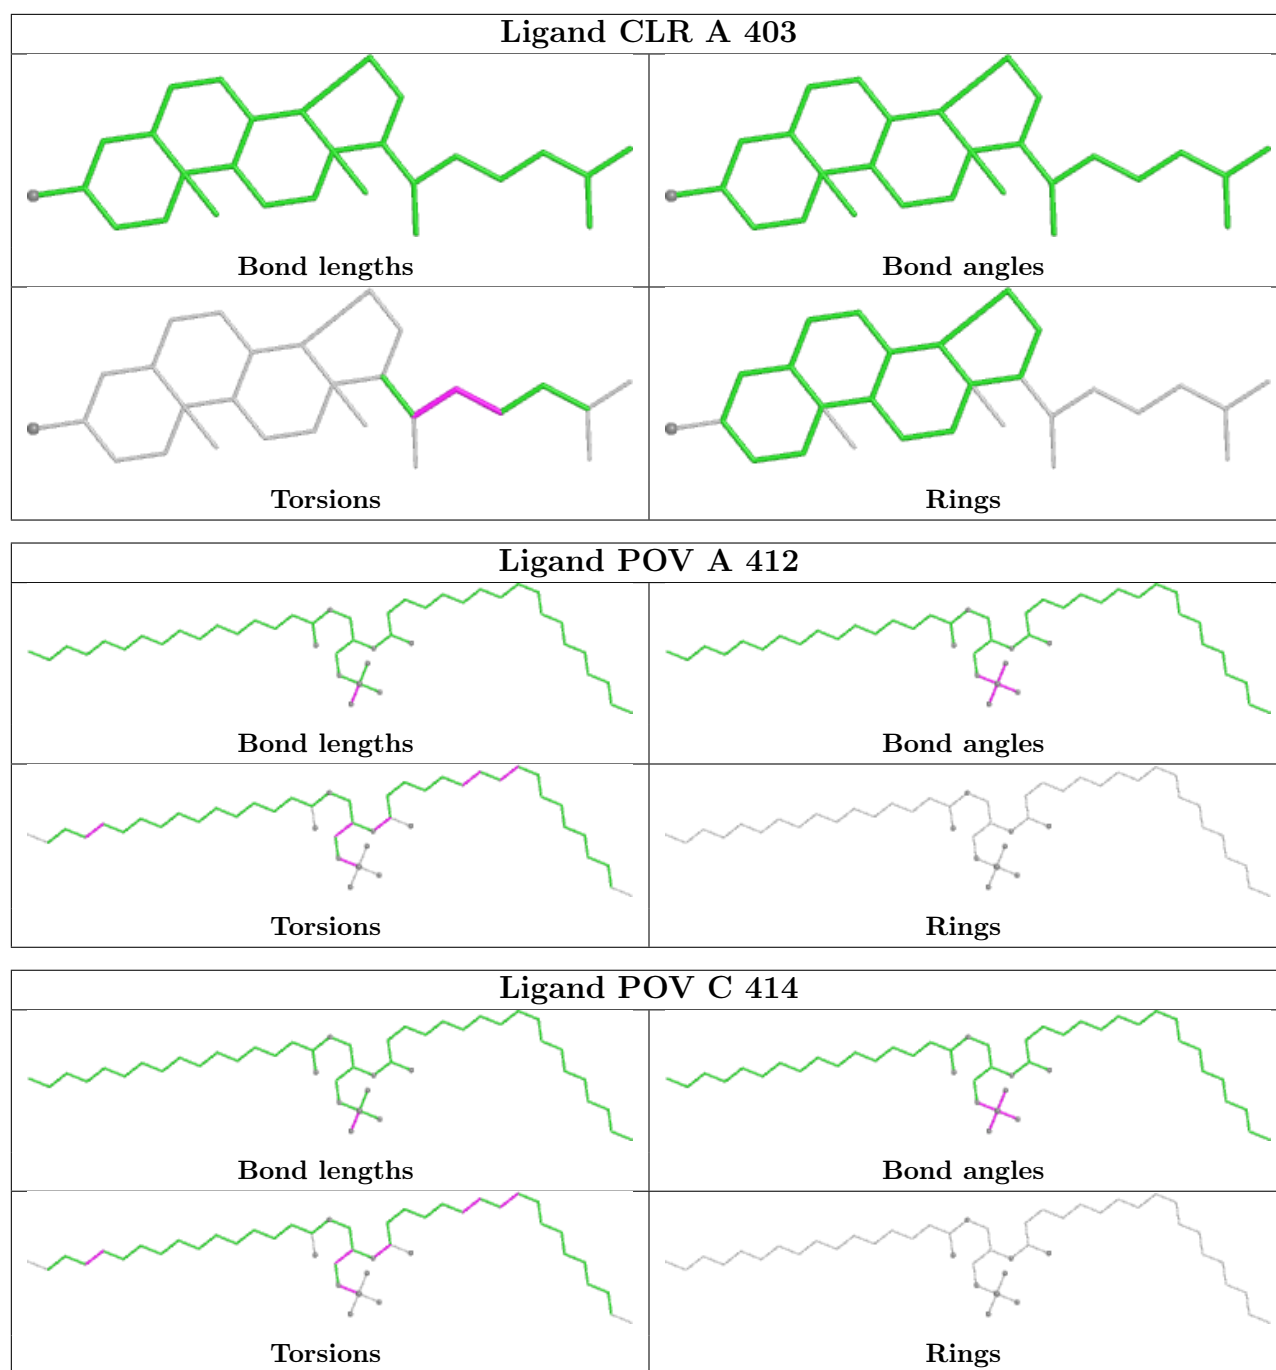 Ligand CLR A 403
Bond lengths
Bond angles
Torsions
Rings
Ligand POV A 412
Bond lengths
Bond angles
Torsions
Rings
Ligand POV C 414
Bond lengths
Bond angles
Torsions
Rings